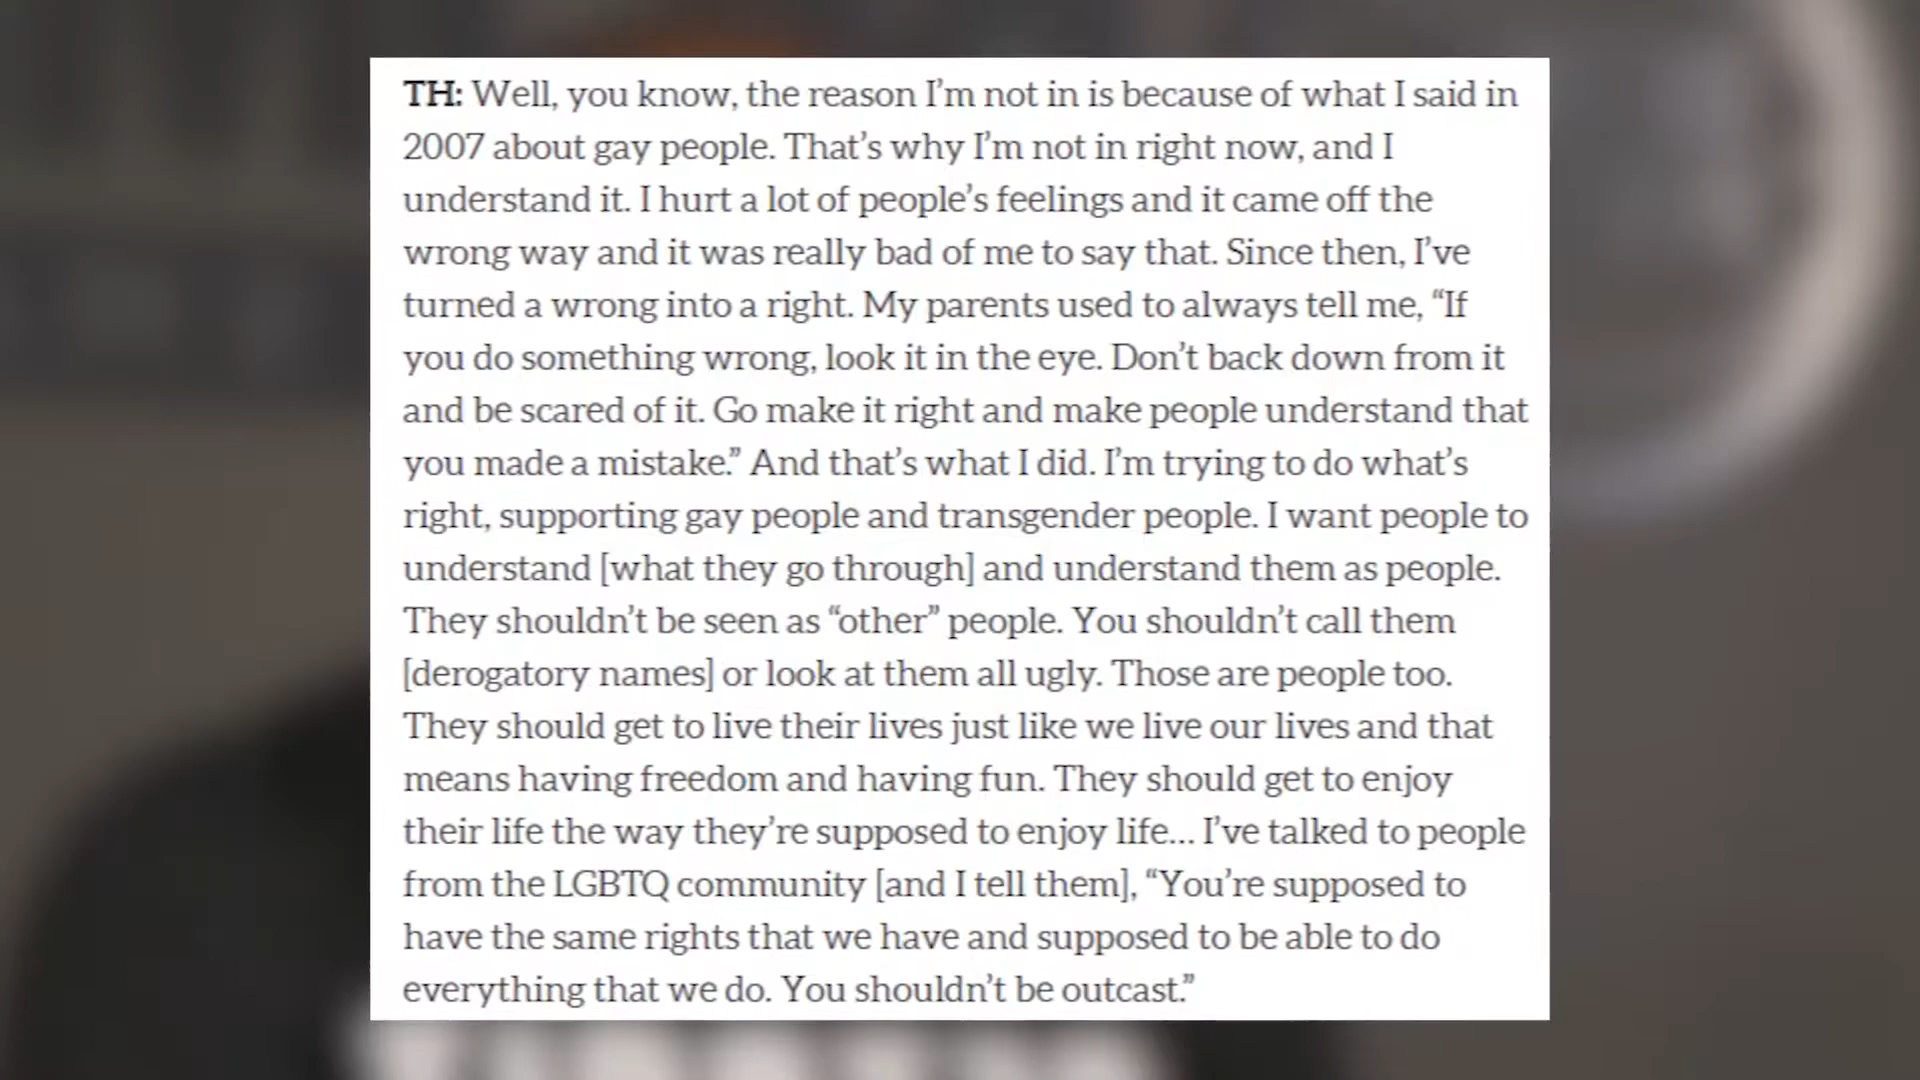 TH: Well, you know, the reason I’m not in is because of what I said in
2007 about gay people. That’s why I’m not in right now, and I
understand it. I hurt a lot of people’s feelings and it came off the
wrong way and it was really bad of me to say that. Since then, I’ve
turned a wrong into a right. My parents used to always tell me, “If
you do something wrong, look it in the eye. Don’t back down from it
and be scared of it. Go make it right and make people understand that
you made a mistake.” And that’s what I did. I’m trying to do what’s
right, supporting gay people and transgender people. I want people to
understand [what they go through] and understand them as people.
They shouldn’t be seen as “other” people. You shouldn’t call them
[derogatory names] or look at them all ugly. Those are people too.
They should get to live their lives just like we live our lives and that
means having freedom and having fun. They should get to enjoy
their life the way they’re supposed to enjoy life... I’ve talked to people
from the LGBTQ community [and I tell them], “You’re supposed to
have the same rights that we have and supposed to be able to do
everything that we do. You shouldn’t be outcast.”